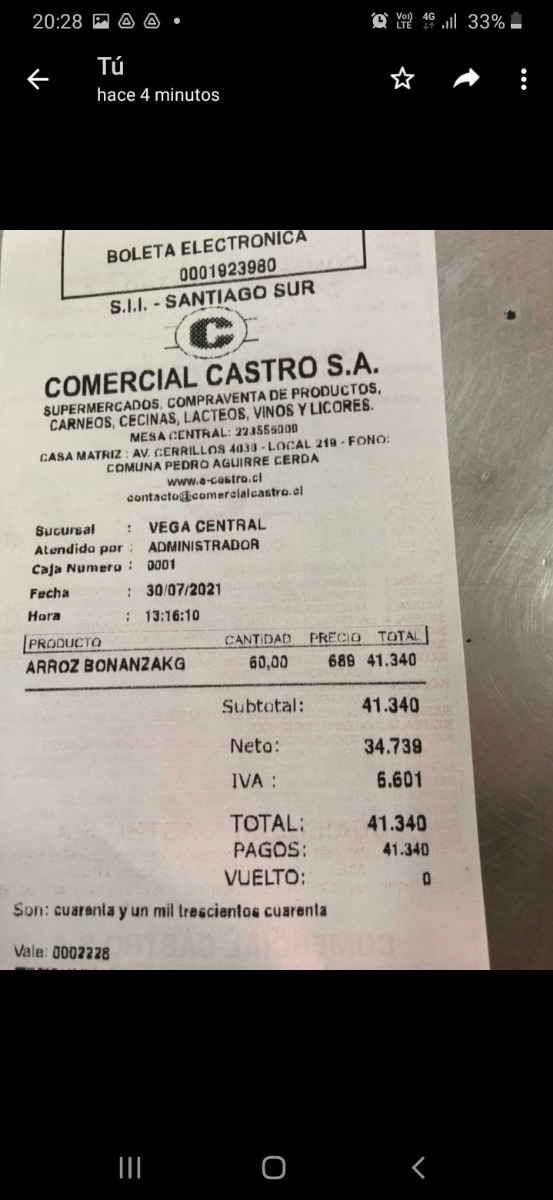 20:28
Vo)) LTE 4G 33%
Tú
hace 4 minutos
BOLETA ELECTRONICA
0001923980
S.I.I. - SANTIAGO SUR
C
COMERCIAL CASTRO S.A.
SUPERMERCADOS, COMPRAVENTA DE PRODUCTOS,
CARNEOS, CECINAS, LACTEOS, VINOS Y LICORES.
MESA CENTRAL: 223556000
CASA MATRIZ : AV. CERRILLOS 4030 - LOCAL 219 - FONO:
COMUNA PEDRO AGUIRRE CERDA
www.e-castro.cl
contacto@comercialcastro.cl
Sucursal : VEGA CENTRAL
Atendido por : ADMINISTRADOR
Caja Numero : 0001
Fecha : 30/07/2021
Hora : 13:16:10
PRODUCTO CANTIDAD PRECIO TOTAL
ARROZ BONANZAKG 60,00 689 41.340
Subtotal: 41.340
Neto: 34.739
IVA : 6.601
TOTAL: 41.340
PAGOS: 41.340
VUELTO: 0
Son: cuarenta y un mil trescientos cuarenta
Vale: 0002228